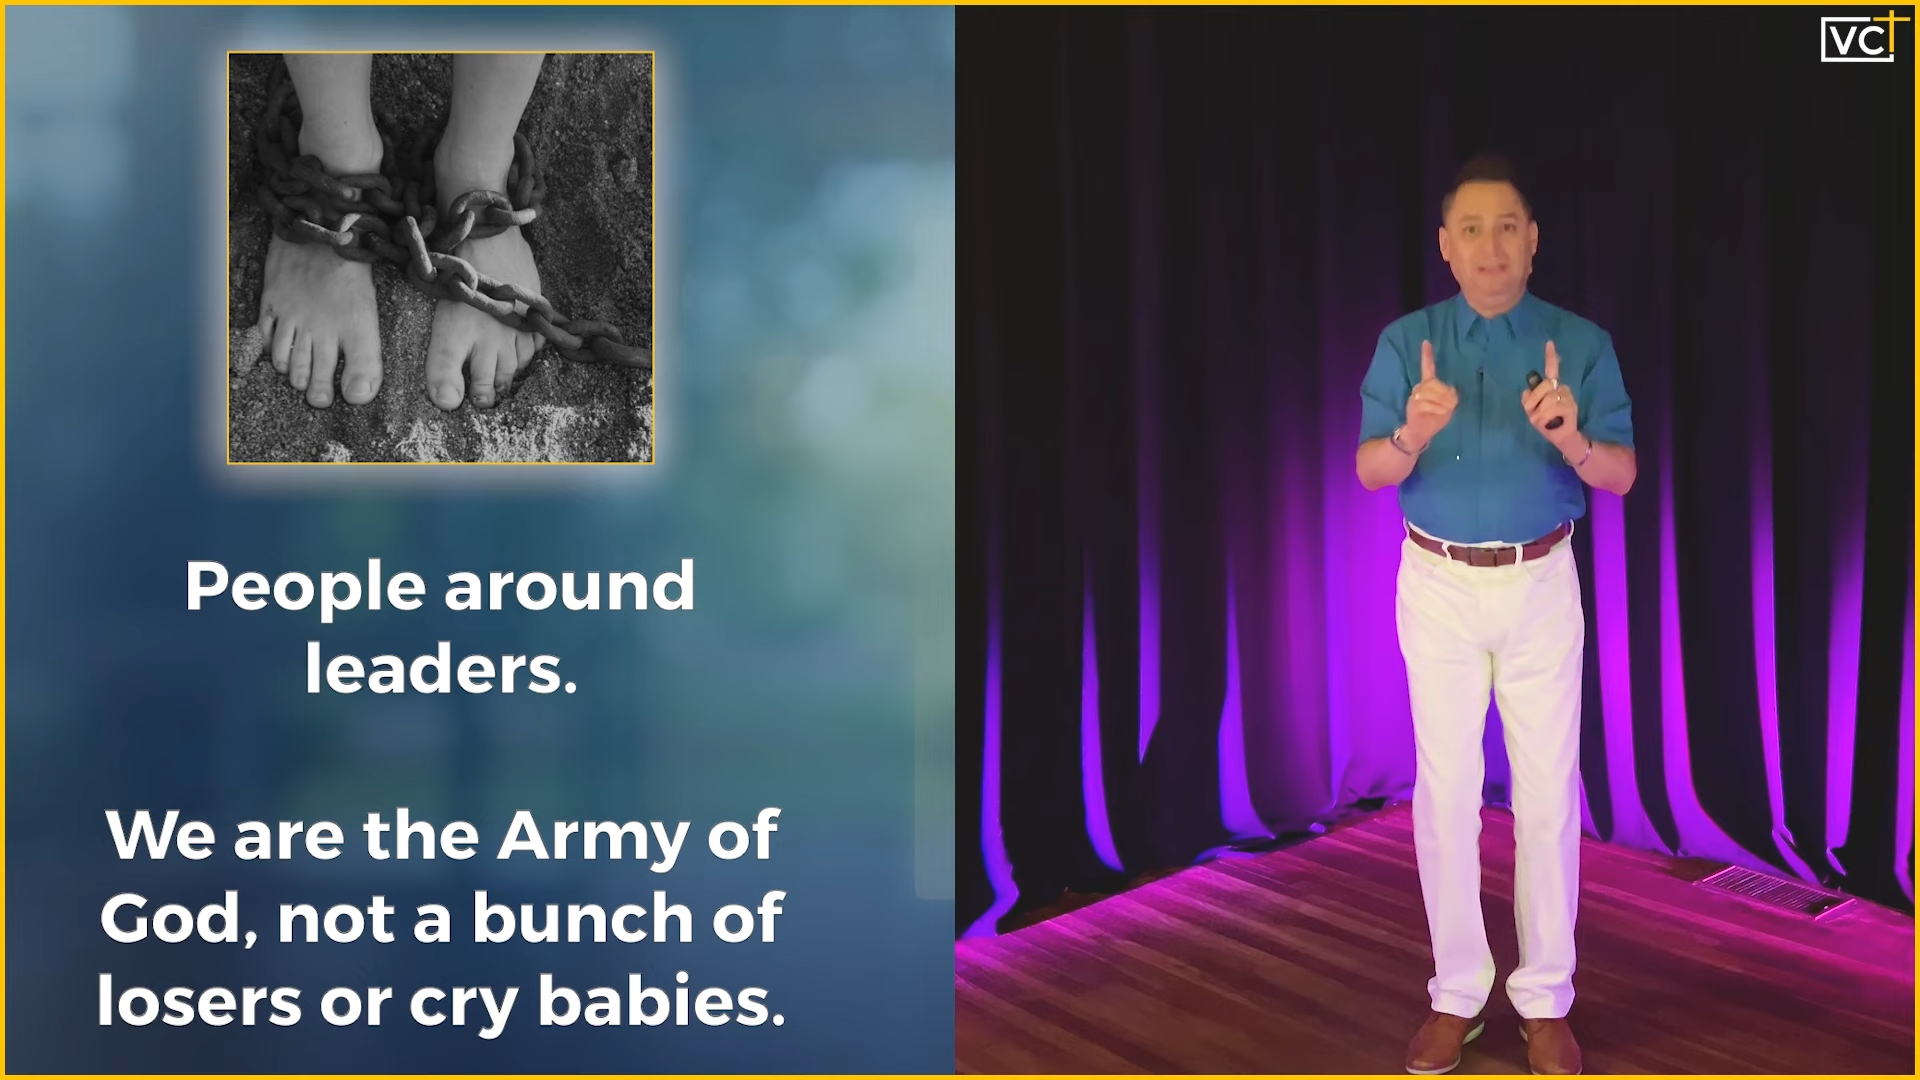 VC
People around
leaders.
We are the Army of
God, not a bunch of
losers or cry babies.